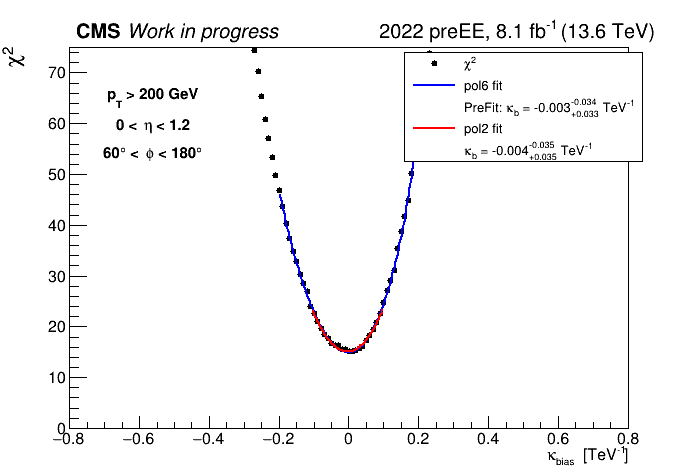 CMS Work in progress
2022 preEE, 8.1 fb⁻¹ (13.6 TeV)
χ²
70
60
50
40
30
20
10
0
p_T > 200 GeV
0 < η < 1.2
60° < ϕ < 180°
χ²
pol6 fit
PreFit: κ_b = -0.003 -0.034 +0.033 TeV⁻¹
pol2 fit
κ_b = -0.004 -0.035 +0.035 TeV⁻¹
−0.8 −0.6 −0.4 −0.2 0 0.2 0.4 0.6 0.8
κ_bias [TeV⁻¹]